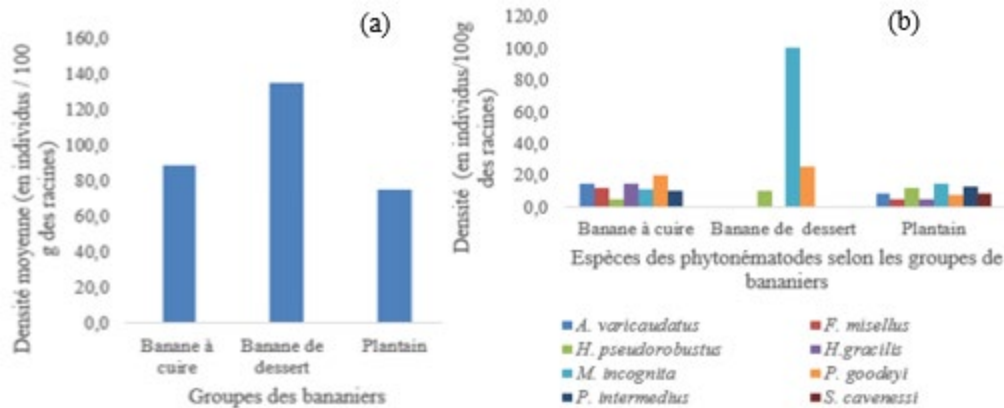 (a)
160,0
140,0
120,0
100,0
80,0
60,0
40,0
20,0
0,0
Densité moyenne (en individus / 100
g des racines)
Banane à
cuire
Banane de
dessert
Plantain
Groupes des bananiers
(b)
120,0
100,0
80,0
60,0
40,0
20,0
0,0
Densité (en individus/100g
des racines)
Banane à cuire
Banane de dessert
Plantain
Espèces des phytonématodes selon les groupes de
bananiers
A. varicaudatus
F. misellus
H. pseudorobustus
H.gracilis
M. incognita
P. goodeyi
P. intermedius
S. cavenessi